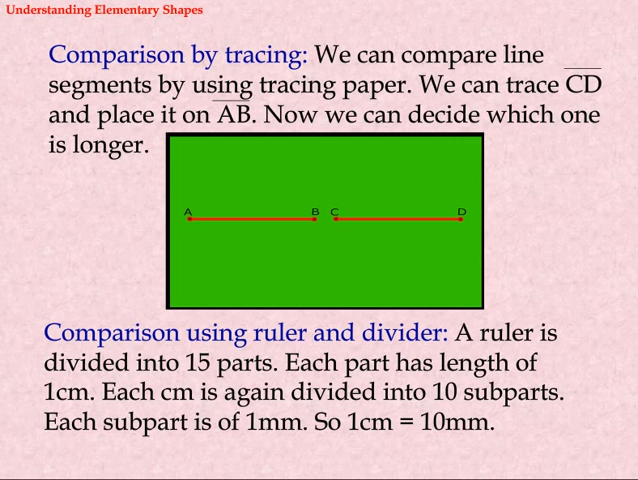 Understanding Elementary Shapes
Comparison by tracing: We can compare line
segments by using tracing paper. We can trace CD
and place it on AB. Now we can decide which one
is longer.
A B C D
Comparison using ruler and divider: A ruler is
divided into 15 parts. Each part has length of
1cm. Each cm is again divided into 10 subparts.
Each subpart is of 1mm. So 1cm = 10mm.